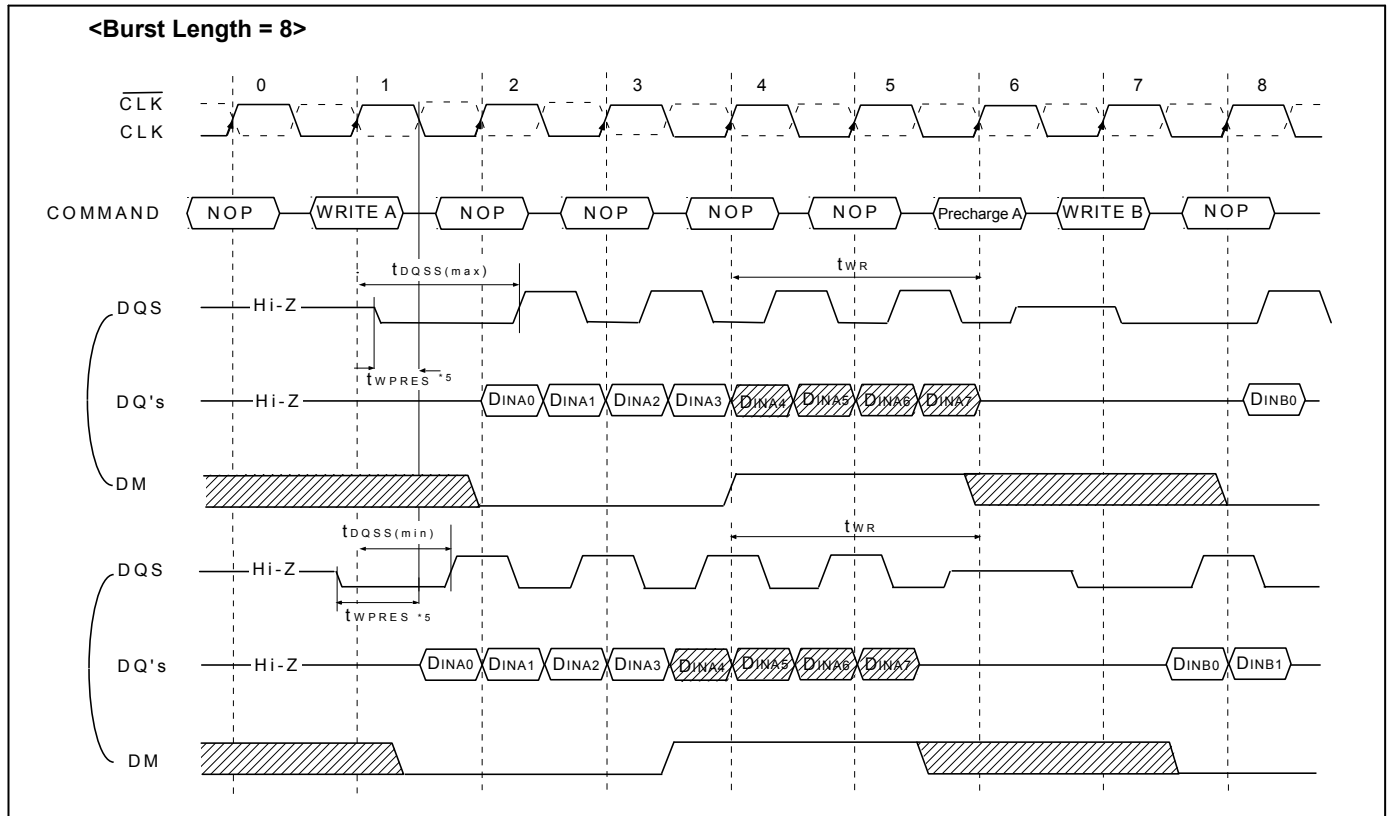 <Burst Length = 8>
0 1 2 3 4 5 6 7 8
CLK
CLK
COMMAND NOP WRITE A NOP NOP NOP NOP Precharge A WRITE B NOP
tDQSS(max) tWR
DQS Hi-Z
tWPRES *5
DQ's Hi-Z DINA0 DINA1 DINA2 DINA3 DINA4 DINA5 DINA6 DINA7 DINB0
DM
tDQSS(min) tWR
DQS Hi-Z
tWPRES *5
DQ's Hi-Z DINA0 DINA1 DINA2 DINA3 DINA4 DINA5 DINA6 DINA7 DINB0 DINB1
DM